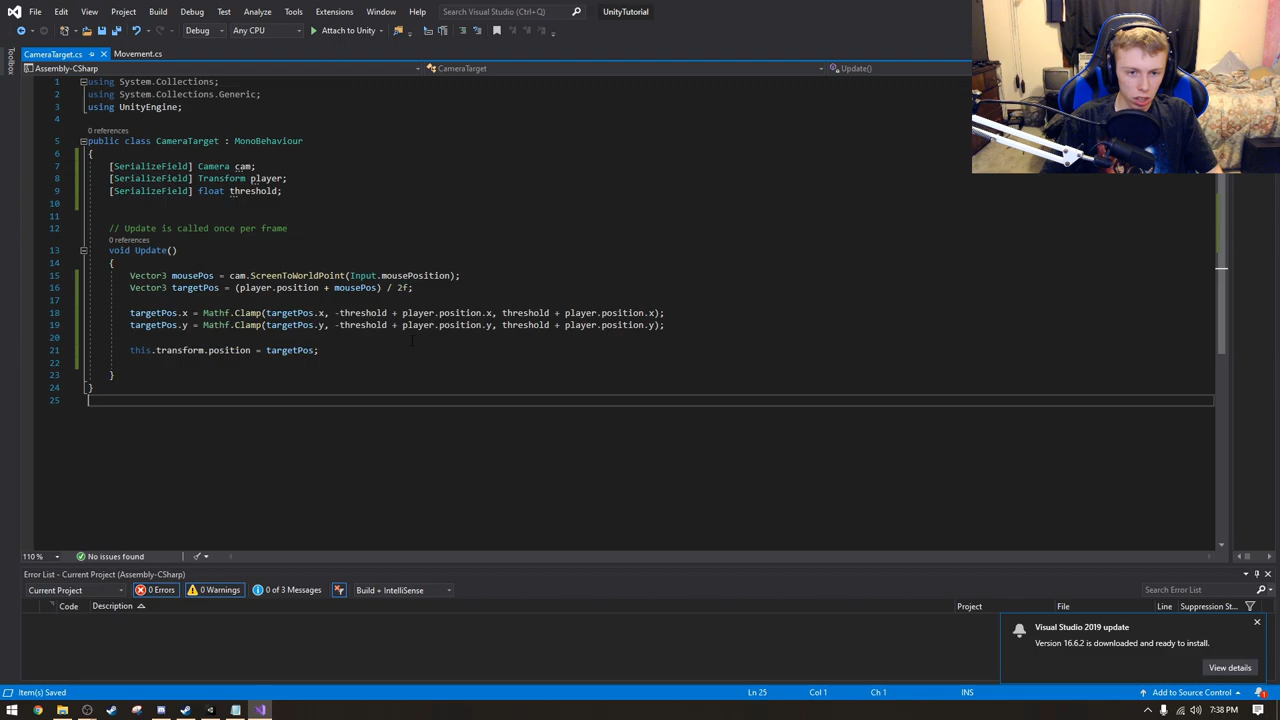 File Edit View Project Build Debug Test Analyze Tools Extensions Window Help Search Visual Studio (Ctrl+Q) UnityTutorial
Debug Any CPU Attach to Unity
Toolbox
CameraTarget.cs Movement.cs
Assembly-CSharp CameraTarget Update()
1 using System.Collections;
2 using System.Collections.Generic;
3 using UnityEngine;
4
0 references
5 public class CameraTarget : MonoBehaviour
6 {
7 [SerializeField] Camera cam;
8 [SerializeField] Transform player;
9 [SerializeField] float threshold;
10
11
12 // Update is called once per frame
0 references
13 void Update()
14 {
15 Vector3 mousePos = cam.ScreenToWorldPoint(Input.mousePosition);
16 Vector3 targetPos = (player.position + mousePos) / 2f;
17
18 targetPos.x = Mathf.Clamp(targetPos.x, -threshold + player.position.x, threshold + player.position.x);
19 targetPos.y = Mathf.Clamp(targetPos.y, -threshold + player.position.y, threshold + player.position.y);
20
21 this.transform.position = targetPos;
22
23 }
24 }
25
110 % No issues found
Error List - Current Project (Assembly-CSharp)
Current Project 0 Errors 0 Warnings 0 of 3 Messages Build + IntelliSense Search Error List
Code Description Project File Line Suppression St...
Visual Studio 2019 update
Version 16.6.2 is downloaded and ready to install.
View details
Item(s) Saved Ln 25 Col 1 Ch 1 INS Add to Source Control 1
7:38 PM